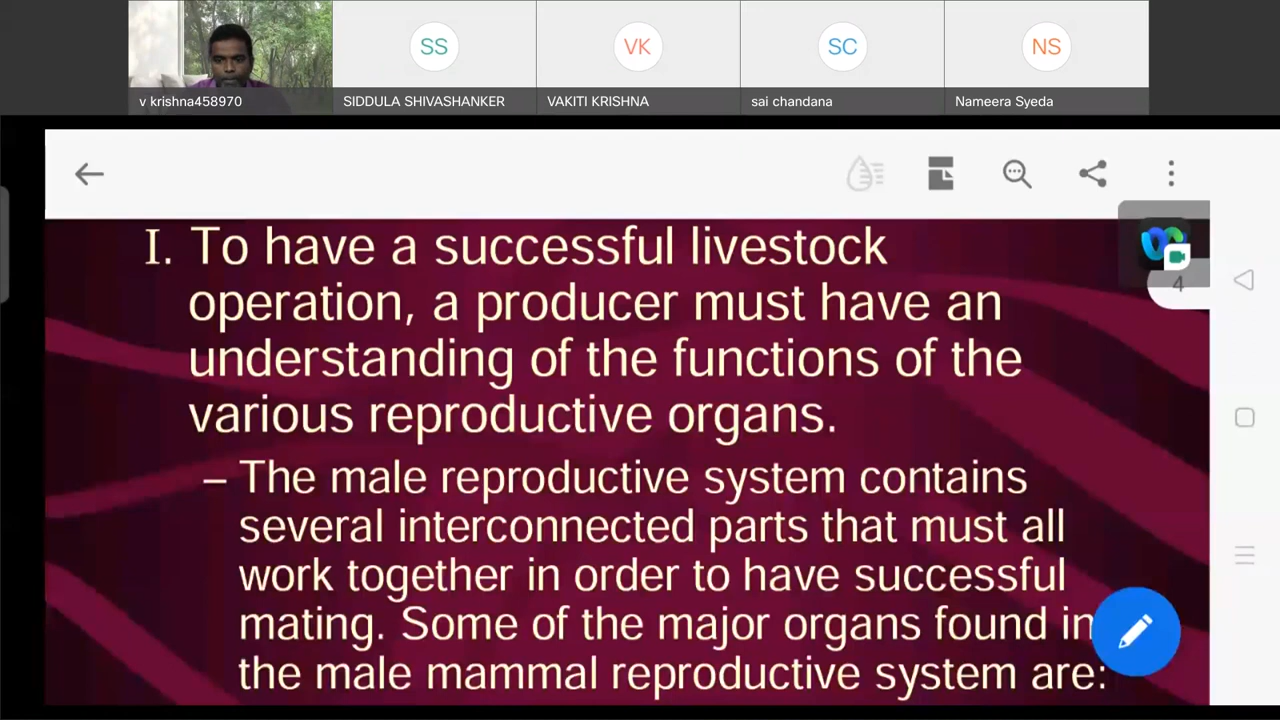 SS
VK
SC
NS
v krishna458970
SIDDULA SHIVASHANKER
VAKITI KRISHNA
sai chandana
Nameera Syeda
4
I. To have a successful livestock
operation, a producer must have an
understanding of the functions of the
various reproductive organs.
– The male reproductive system contains
several interconnected parts that must all
work together in order to have successful
mating. Some of the major organs found in
the male mammal reproductive system are: